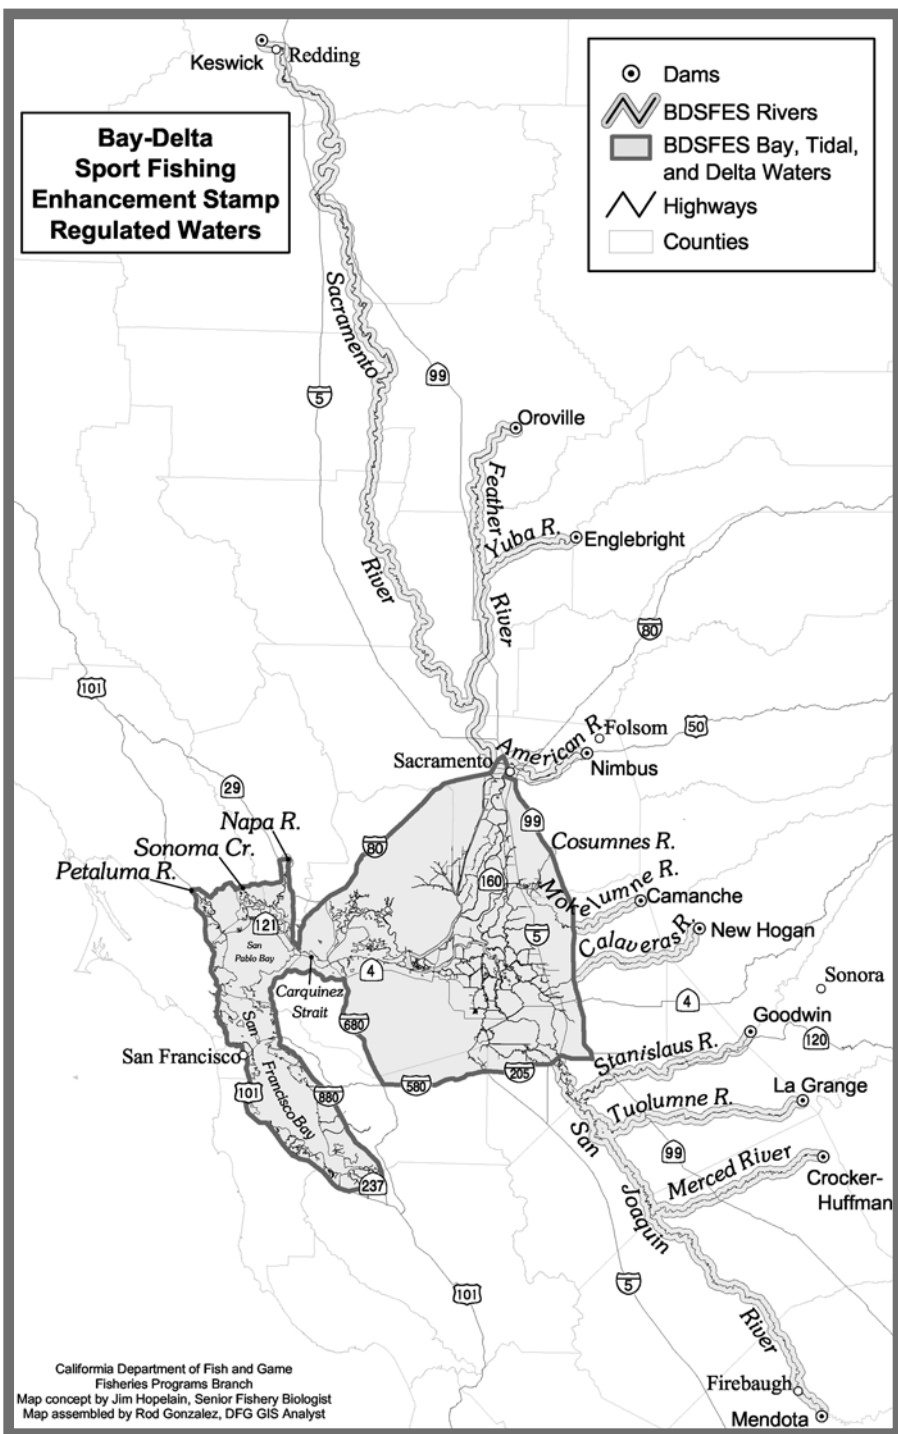 Keswick
Redding
Bay-Delta
Sport Fishing
Enhancement Stamp
Regulated Waters
Dams
BDSFES Rivers
BDSFES Bay, Tidal,
and Delta Waters
Highways
Counties
Sacramento
River
5
99
Oroville
Feather
River
Yuba R.
Englebright
80
101
50
American R.
Folsom
Nimbus
Sacramento
29
Napa R.
Sonoma Cr.
Petaluma R.
80
99
Cosumnes R.
160
Mokelumne R.
Camanche
121
San
Pablo Bay
5
Calaveras R.
New Hogan
4
Carquinez
Strait
Sonora
4
680
San
Francisco Bay
San Francisco
Goodwin
120
Stanislaus R.
101
880
580
205
La Grange
Tuolumne R.
237
99
Merced River
Crocker-
Huffman
San
Joaquin
River
101
5
Firebaugh
Mendota
California Department of Fish and Game
Fisheries Programs Branch
Map concept by Jim Hopelain, Senior Fishery Biologist
Map assembled by Rod Gonzalez, DFG GIS Analyst